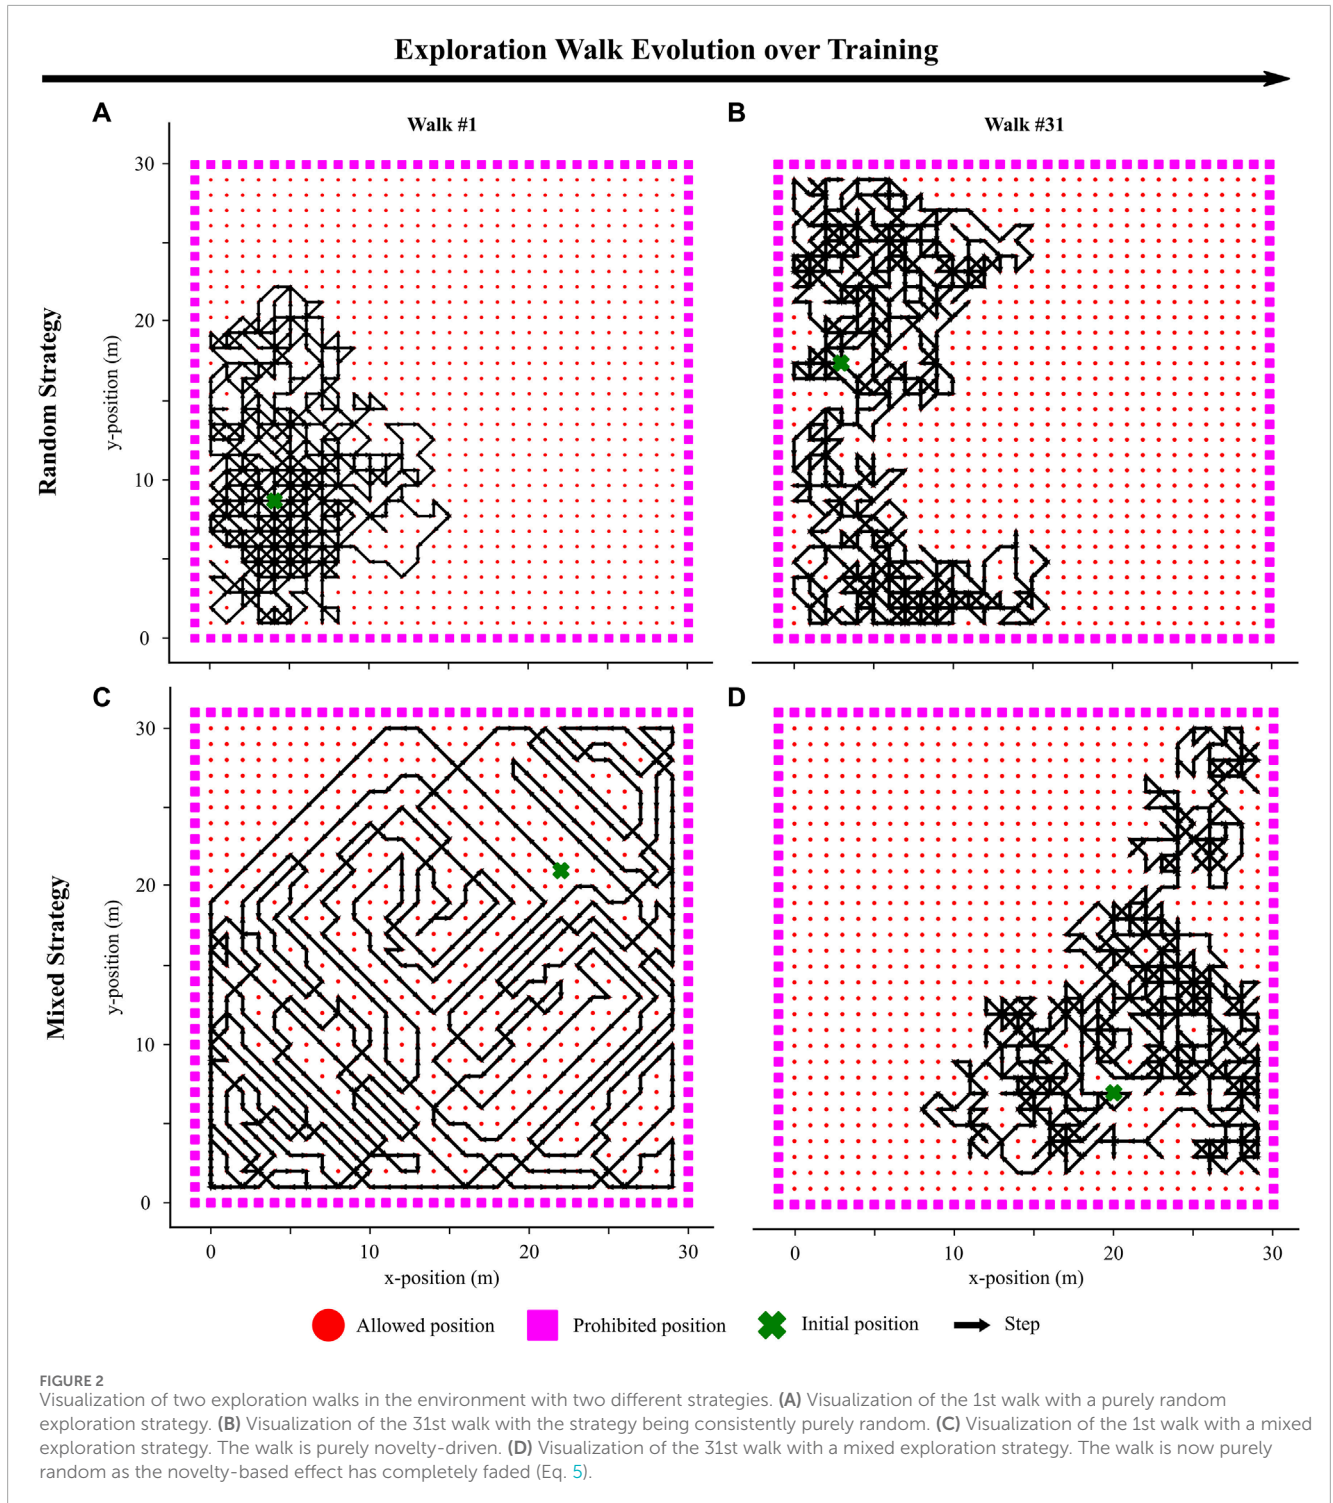 Exploration Walk Evolution over Training
A
Walk #1
B
Walk #31
Random Strategy
y-position (m)
30
20
10
0
C
D
Mixed Strategy
y-position (m)
30
20
10
0
0 10 20 30
x-position (m)
0 10 20 30
x-position (m)
Allowed position
Prohibited position
Initial position
Step
FIGURE 2
Visualization of two exploration walks in the environment with two different strategies. (A) Visualization of the 1st walk with a purely random
exploration strategy. (B) Visualization of the 31st walk with the strategy being consistently purely random. (C) Visualization of the 1st walk with a mixed
exploration strategy. The walk is purely novelty-driven. (D) Visualization of the 31st walk with a mixed exploration strategy. The walk is now purely
random as the novelty-based effect has completely faded (Eq. 5).